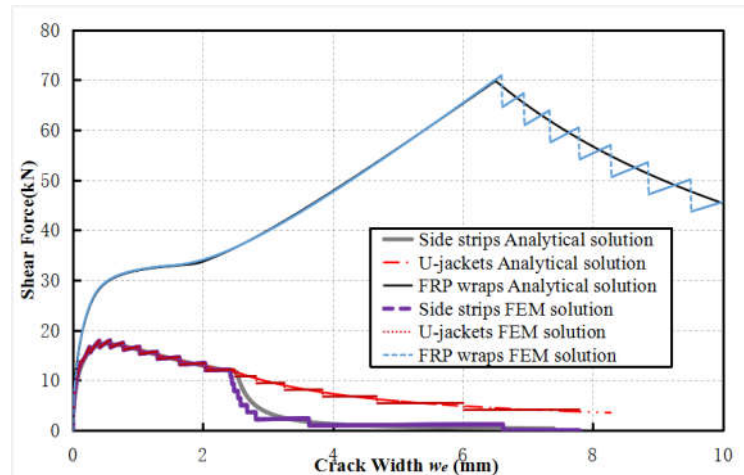 80
70
60
50
40
30
20
10
0
Shear Force(kN)
Side strips Analytical solution
U-jackets Analytical solution
FRP wraps Analytical solution
Side strips FEM solution
U-jackets FEM solution
FRP wraps FEM solution
0 2 4 6 8 10
Crack Width we (mm)